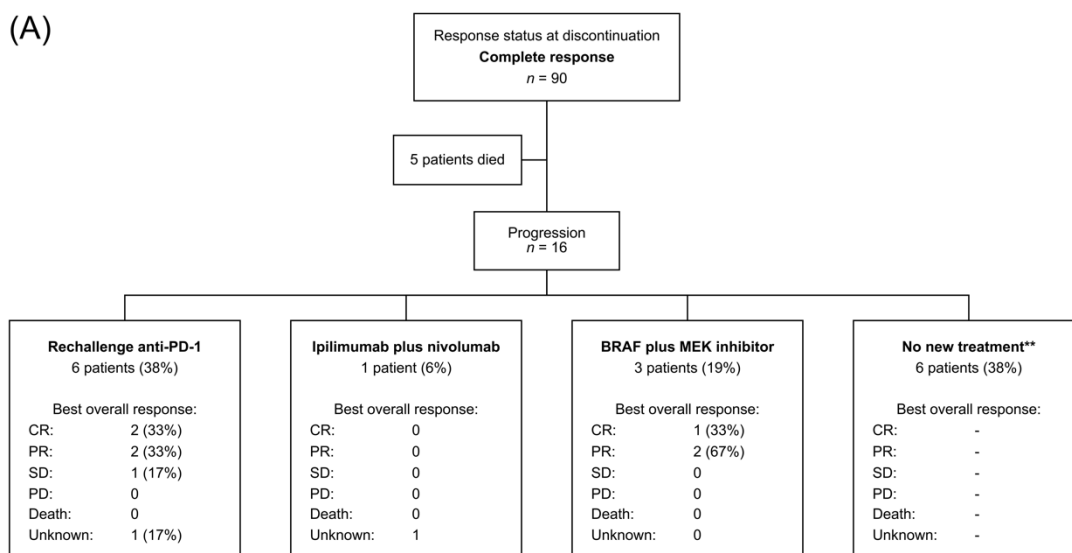 (A)
Response status at discontinuation
Complete response
n = 90
5 patients died
Progression
n = 16
Rechallenge anti-PD-1
6 patients (38%)
Best overall response:
CR: 2 (33%)
PR: 2 (33%)
SD: 1 (17%)
PD: 0
Death: 0
Unknown: 1 (17%)
Ipilimumab plus nivolumab
1 patient (6%)
Best overall response:
CR: 0
PR: 0
SD: 0
PD: 0
Death: 0
Unknown: 1
BRAF plus MEK inhibitor
3 patients (19%)
Best overall response:
CR: 1 (33%)
PR: 2 (67%)
SD: 0
PD: 0
Death: 0
Unknown: 0
No new treatment**
6 patients (38%)
Best overall response:
CR: -
PR: -
SD: -
PD: -
Death: -
Unknown: -